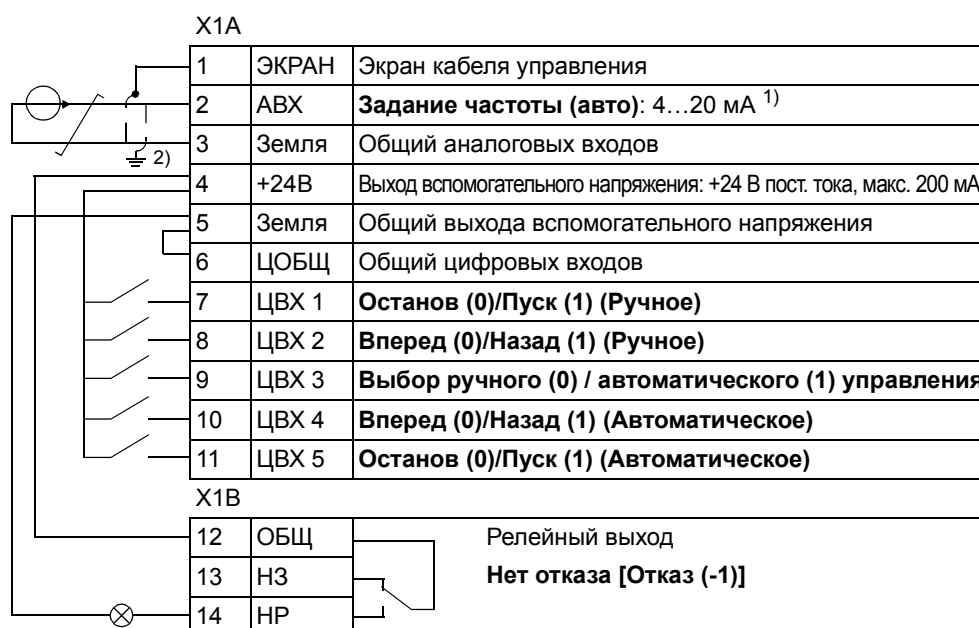 X1A
1 ЭКРАН Экран кабеля управления
2 АВХ Задание частоты (авто): 4…20 мА 1)
3 Земля Общий аналоговых входов
2)
4 +24В Выход вспомогательного напряжения: +24 В пост. тока, макс. 200 мА
5 Земля Общий выхода вспомогательного напряжения
6 ЦОБЩ Общий цифровых входов
7 ЦВХ 1 Останов (0)/Пуск (1) (Ручное)
8 ЦВХ 2 Вперед (0)/Назад (1) (Ручное)
9 ЦВХ 3 Выбор ручного (0) / автоматического (1) управления
10 ЦВХ 4 Вперед (0)/Назад (1) (Автоматическое)
11 ЦВХ 5 Останов (0)/Пуск (1) (Автоматическое)
X1B
12 ОБЩ Релейный выход
13 НЗ Нет отказа [Отказ (-1)]
14 НР